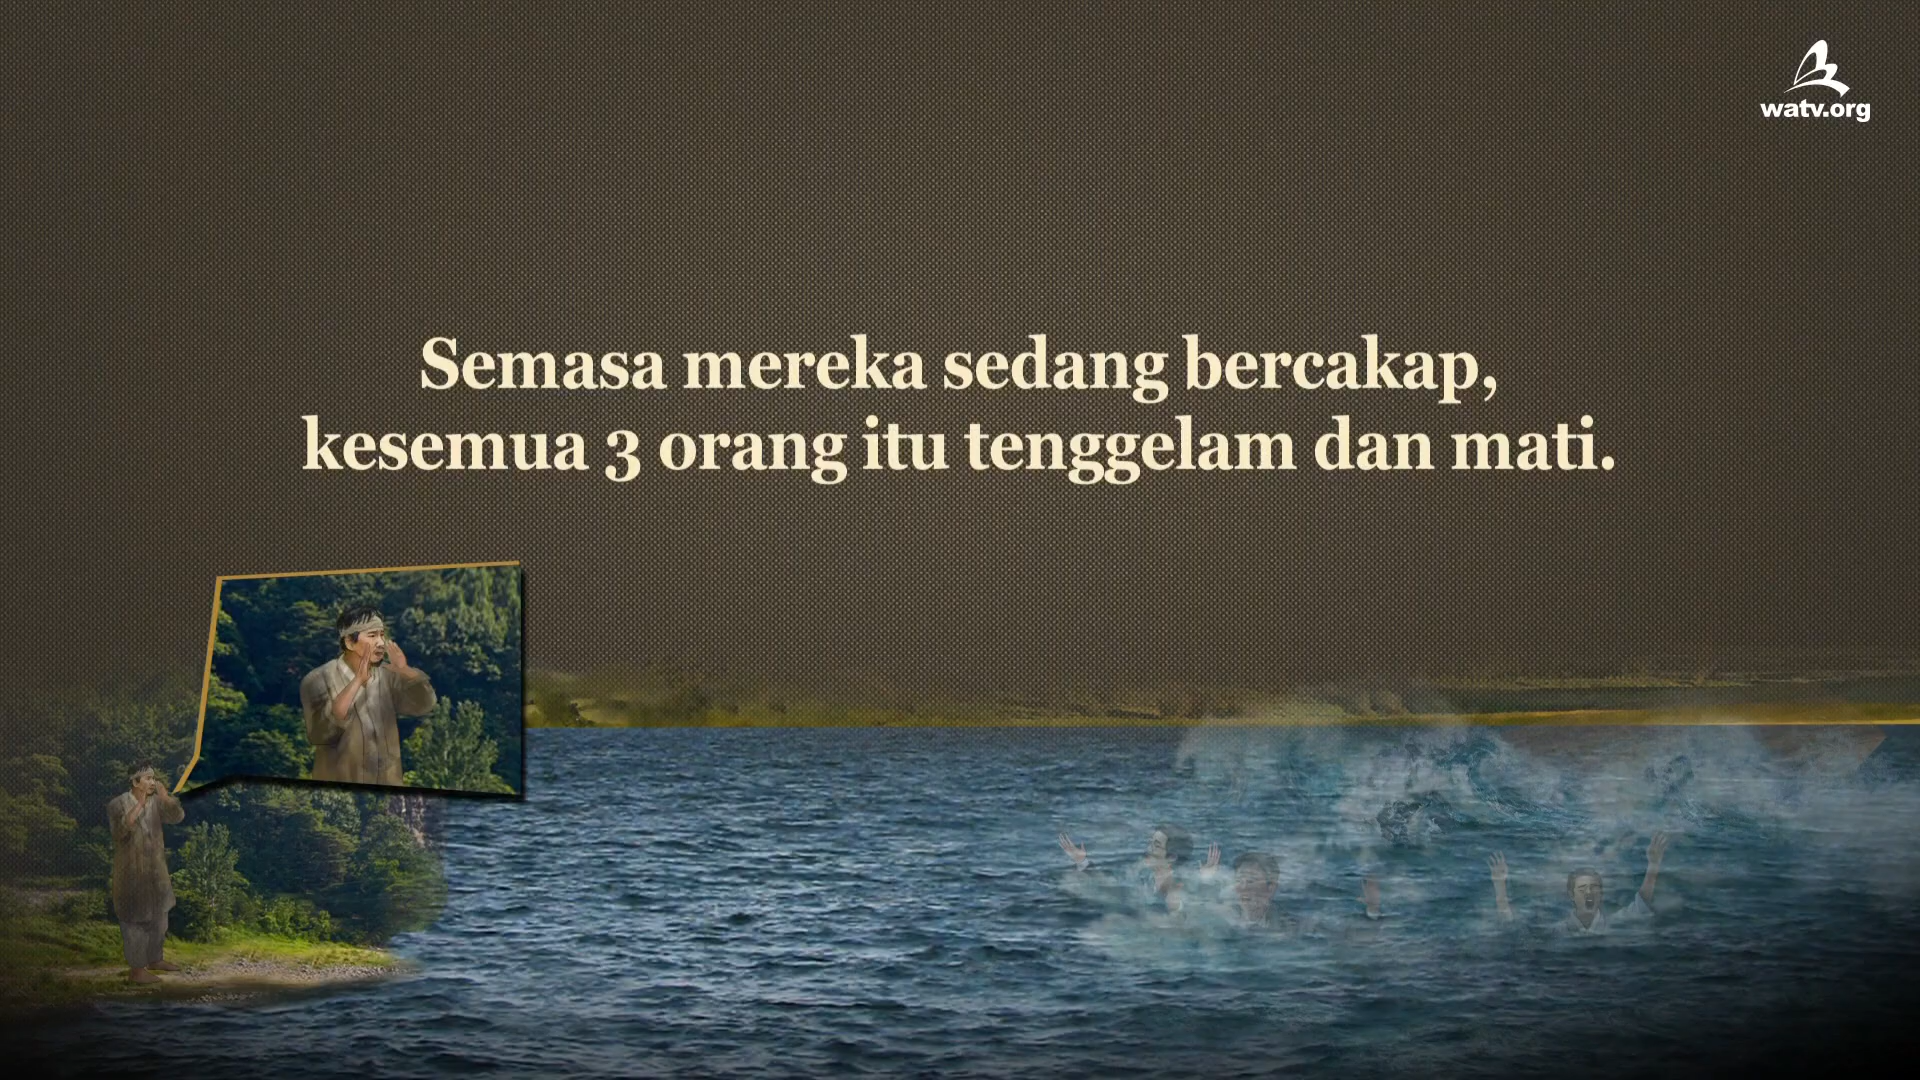 watv.org
Semasa mereka sedang bercakap,
kesemua 3 orang itu tenggelam dan mati.